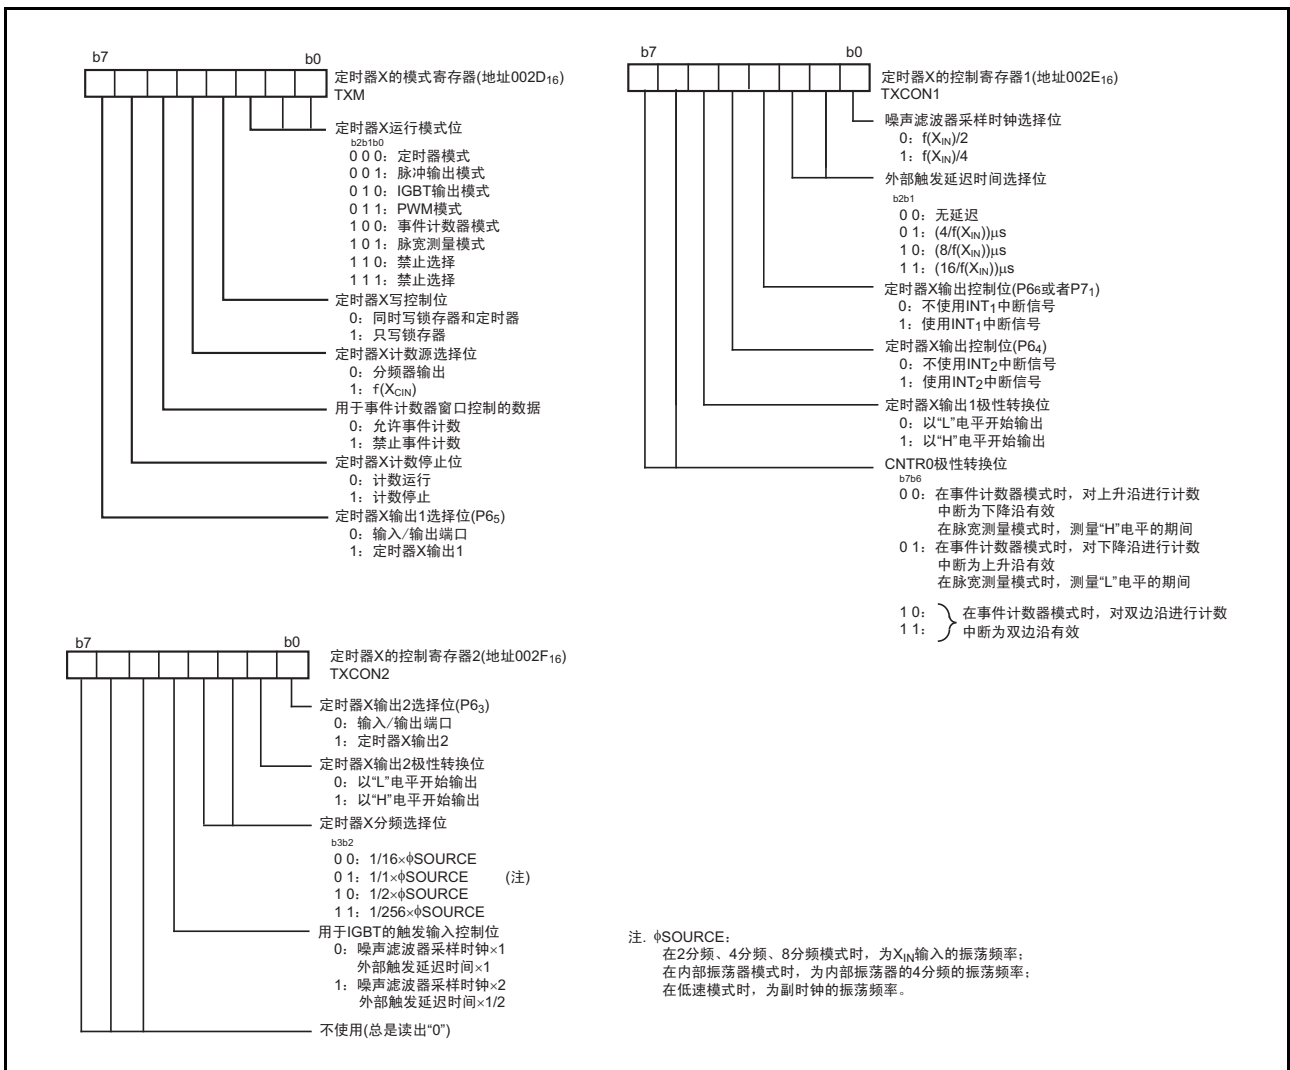 b7 b0
定时器X的模式寄存器(地址002D16)
TXM
定时器X运行模式位
b2b1b0
0 0 0：定时器模式
0 0 1：脉冲输出模式
0 1 0：IGBT输出模式
0 1 1：PWM模式
1 0 0：事件计数器模式
1 0 1：脉宽测量模式
1 1 0：禁止选择
1 1 1：禁止选择
定时器X写控制位
0：同时写锁存器和定时器
1：只写锁存器
定时器X计数源选择位
0：分频器输出
1：f(XCIN)
用于事件计数器窗口控制的数据
0：允许事件计数
1：禁止事件计数
定时器X计数停止位
0：计数运行
1：计数停止
定时器X输出1选择位(P65)
0：输入/输出端口
1：定时器X输出1
b7 b0
定时器X的控制寄存器1(地址002E16)
TXCON1
噪声滤波器采样时钟选择位
0：f(XIN)/2
1：f(XIN)/4
外部触发延迟时间选择位
b2b1
0 0：无延迟
0 1：(4/f(XIN))μs
1 0：(8/f(XIN))μs
1 1：(16/f(XIN))μs
定时器X输出控制位(P66或者P71)
0：不使用INT1中断信号
1：使用INT1中断信号
定时器X输出控制位(P64)
0：不使用INT2中断信号
1：使用INT2中断信号
定时器X输出1极性转换位
0：以“L”电平开始输出
1：以“H”电平开始输出
CNTR0极性转换位
b7b6
0 0：在事件计数器模式时，对上升沿进行计数
中断为下降沿有效
在脉宽测量模式时，测量“H”电平的期间
0 1：在事件计数器模式时，对下降沿进行计数
中断为上升沿有效
在脉宽测量模式时，测量“L”电平的期间
1 0： 在事件计数器模式时，对双边沿进行计数
1 1： 中断为双边沿有效
b7 b0
定时器X的控制寄存器2(地址002F16)
TXCON2
定时器X输出2选择位(P63)
0：输入/输出端口
1：定时器X输出2
定时器X输出2极性转换位
0：以“L”电平开始输出
1：以“H”电平开始输出
定时器X分频选择位
b3b2
0 0：1/16×φSOURCE
0 1：1/1×φSOURCE (注)
1 0：1/2×φSOURCE
1 1：1/256×φSOURCE
用于IGBT的触发输入控制位
0：噪声滤波器采样时钟×1
外部触发延迟时间×1
1：噪声滤波器采样时钟×2
外部触发延迟时间×1/2
不使用(总是读出“0”)
注. φSOURCE：
在2分频、4分频、8分频模式时，为XIN输入的振荡频率；
在内部振荡器模式时，为内部振荡器的4分频的振荡频率；
在低速模式时，为副时钟的振荡频率。